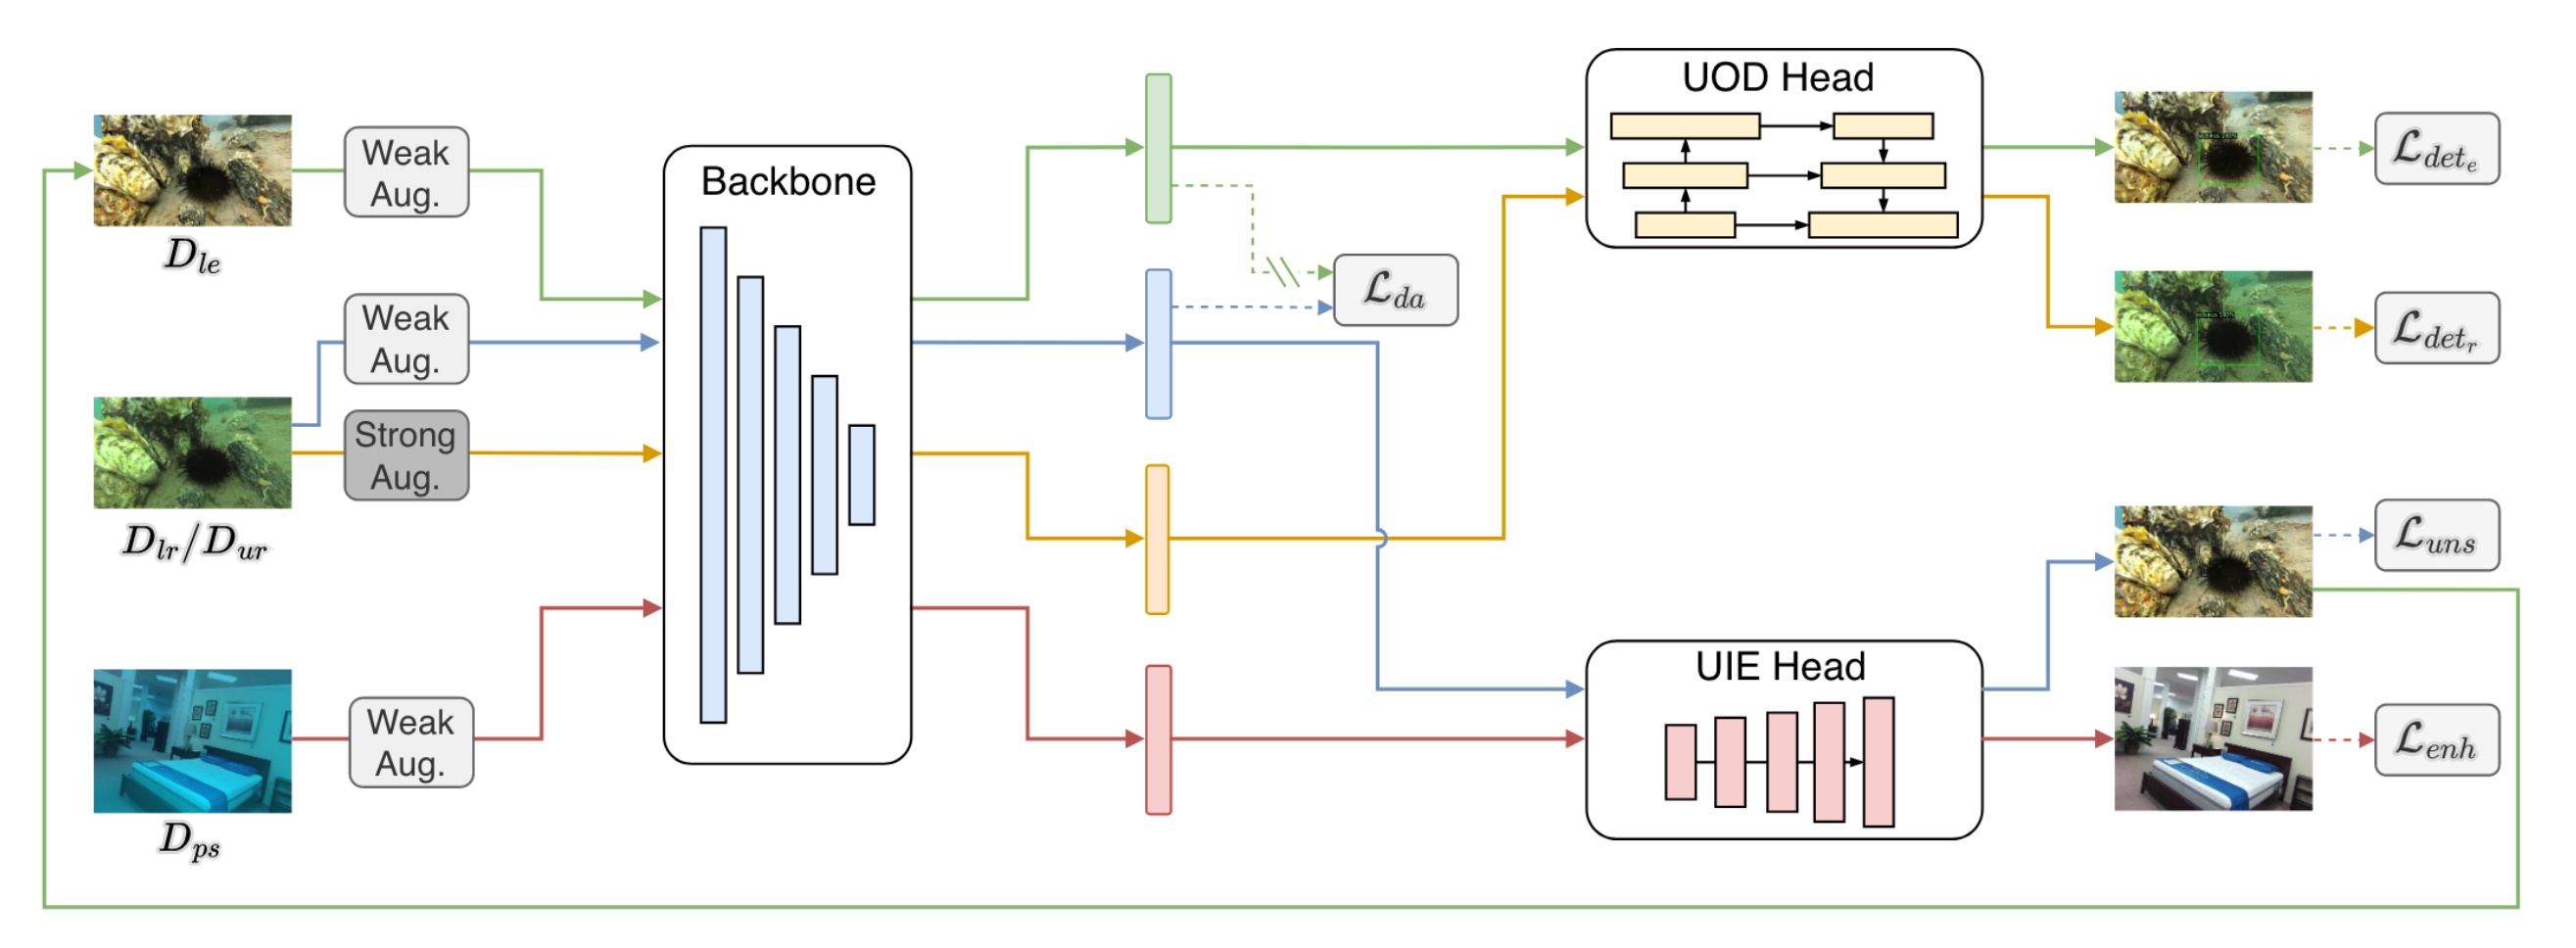 Weak
Aug.
D_{le}
Weak
Aug.
Strong
Aug.
D_{lr}/D_{ur}
Weak
Aug.
D_{ps}
Backbone
\mathcal{L}_{da}
UOD Head
UIE Head
\mathcal{L}_{det_e}
\mathcal{L}_{det_r}
\mathcal{L}_{uns}
\mathcal{L}_{enh}